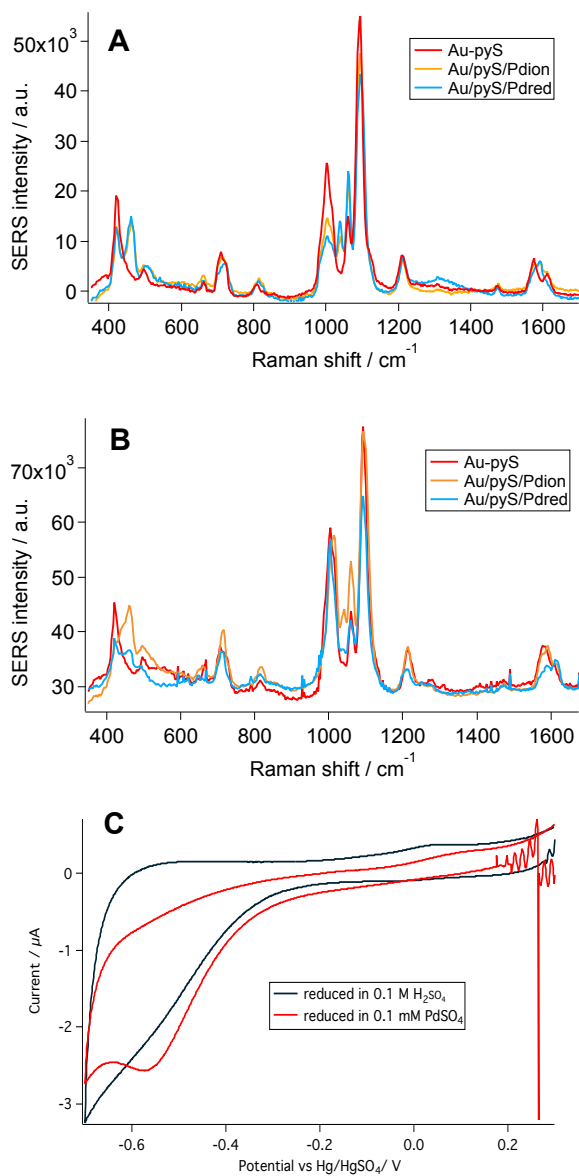 A
50x10³
40
30
20
10
0
SERS intensity / a.u.
Au-pyS
Au/pyS/Pdion
Au/pyS/Pdred
400 600 800 1000 1200 1400 1600
Raman shift / cm⁻¹
B
70x10³
60
50
40
30
SERS intensity / a.u.
Au-pyS
Au/pyS/Pdion
Au/pyS/Pdred
400 600 800 1000 1200 1400 1600
Raman shift / cm⁻¹
C
0
-1
-2
-3
Current / µA
reduced in 0.1 M H₂SO₄
reduced in 0.1 mM PdSO₄
-0.6 -0.4 -0.2 0.0 0.2
Potential vs Hg/HgSO₄/ V